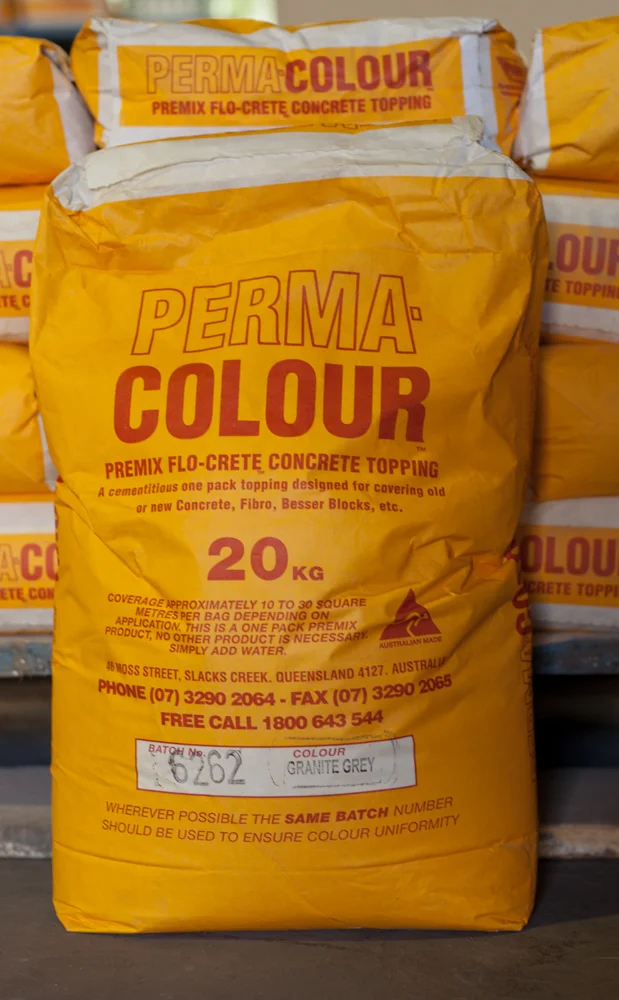 PERMA-COLOUR
PREMIX FLO-CRETE CONCRETE TOPPING
PERMA-
COLOUR™
PREMIX FLO-CRETE™ CONCRETE TOPPING
A cementitious one pack topping designed for covering old
or new Concrete, Fibro, Besser Blocks, etc.
20 KG
COVERAGE APPROXIMATELY 10 TO 30 SQUARE
METRES PER BAG DEPENDING ON
APPLICATION. THIS IS A ONE PACK PREMIX
PRODUCT, NO OTHER PRODUCT IS NECESSARY
SIMPLY ADD WATER.
AUSTRALIAN MADE
MOSS STREET, SLACKS CREEK. QUEENSLAND 4127. AUSTRALIA
PHONE (07) 3290 2064 - FAX (07) 3290 2065
FREE CALL 1800 643 544
BATCH No.
6262
COLOUR
GRANITE GREY
WHEREVER POSSIBLE THE SAME BATCH NUMBER
SHOULD BE USED TO ENSURE COLOUR UNIFORMITY